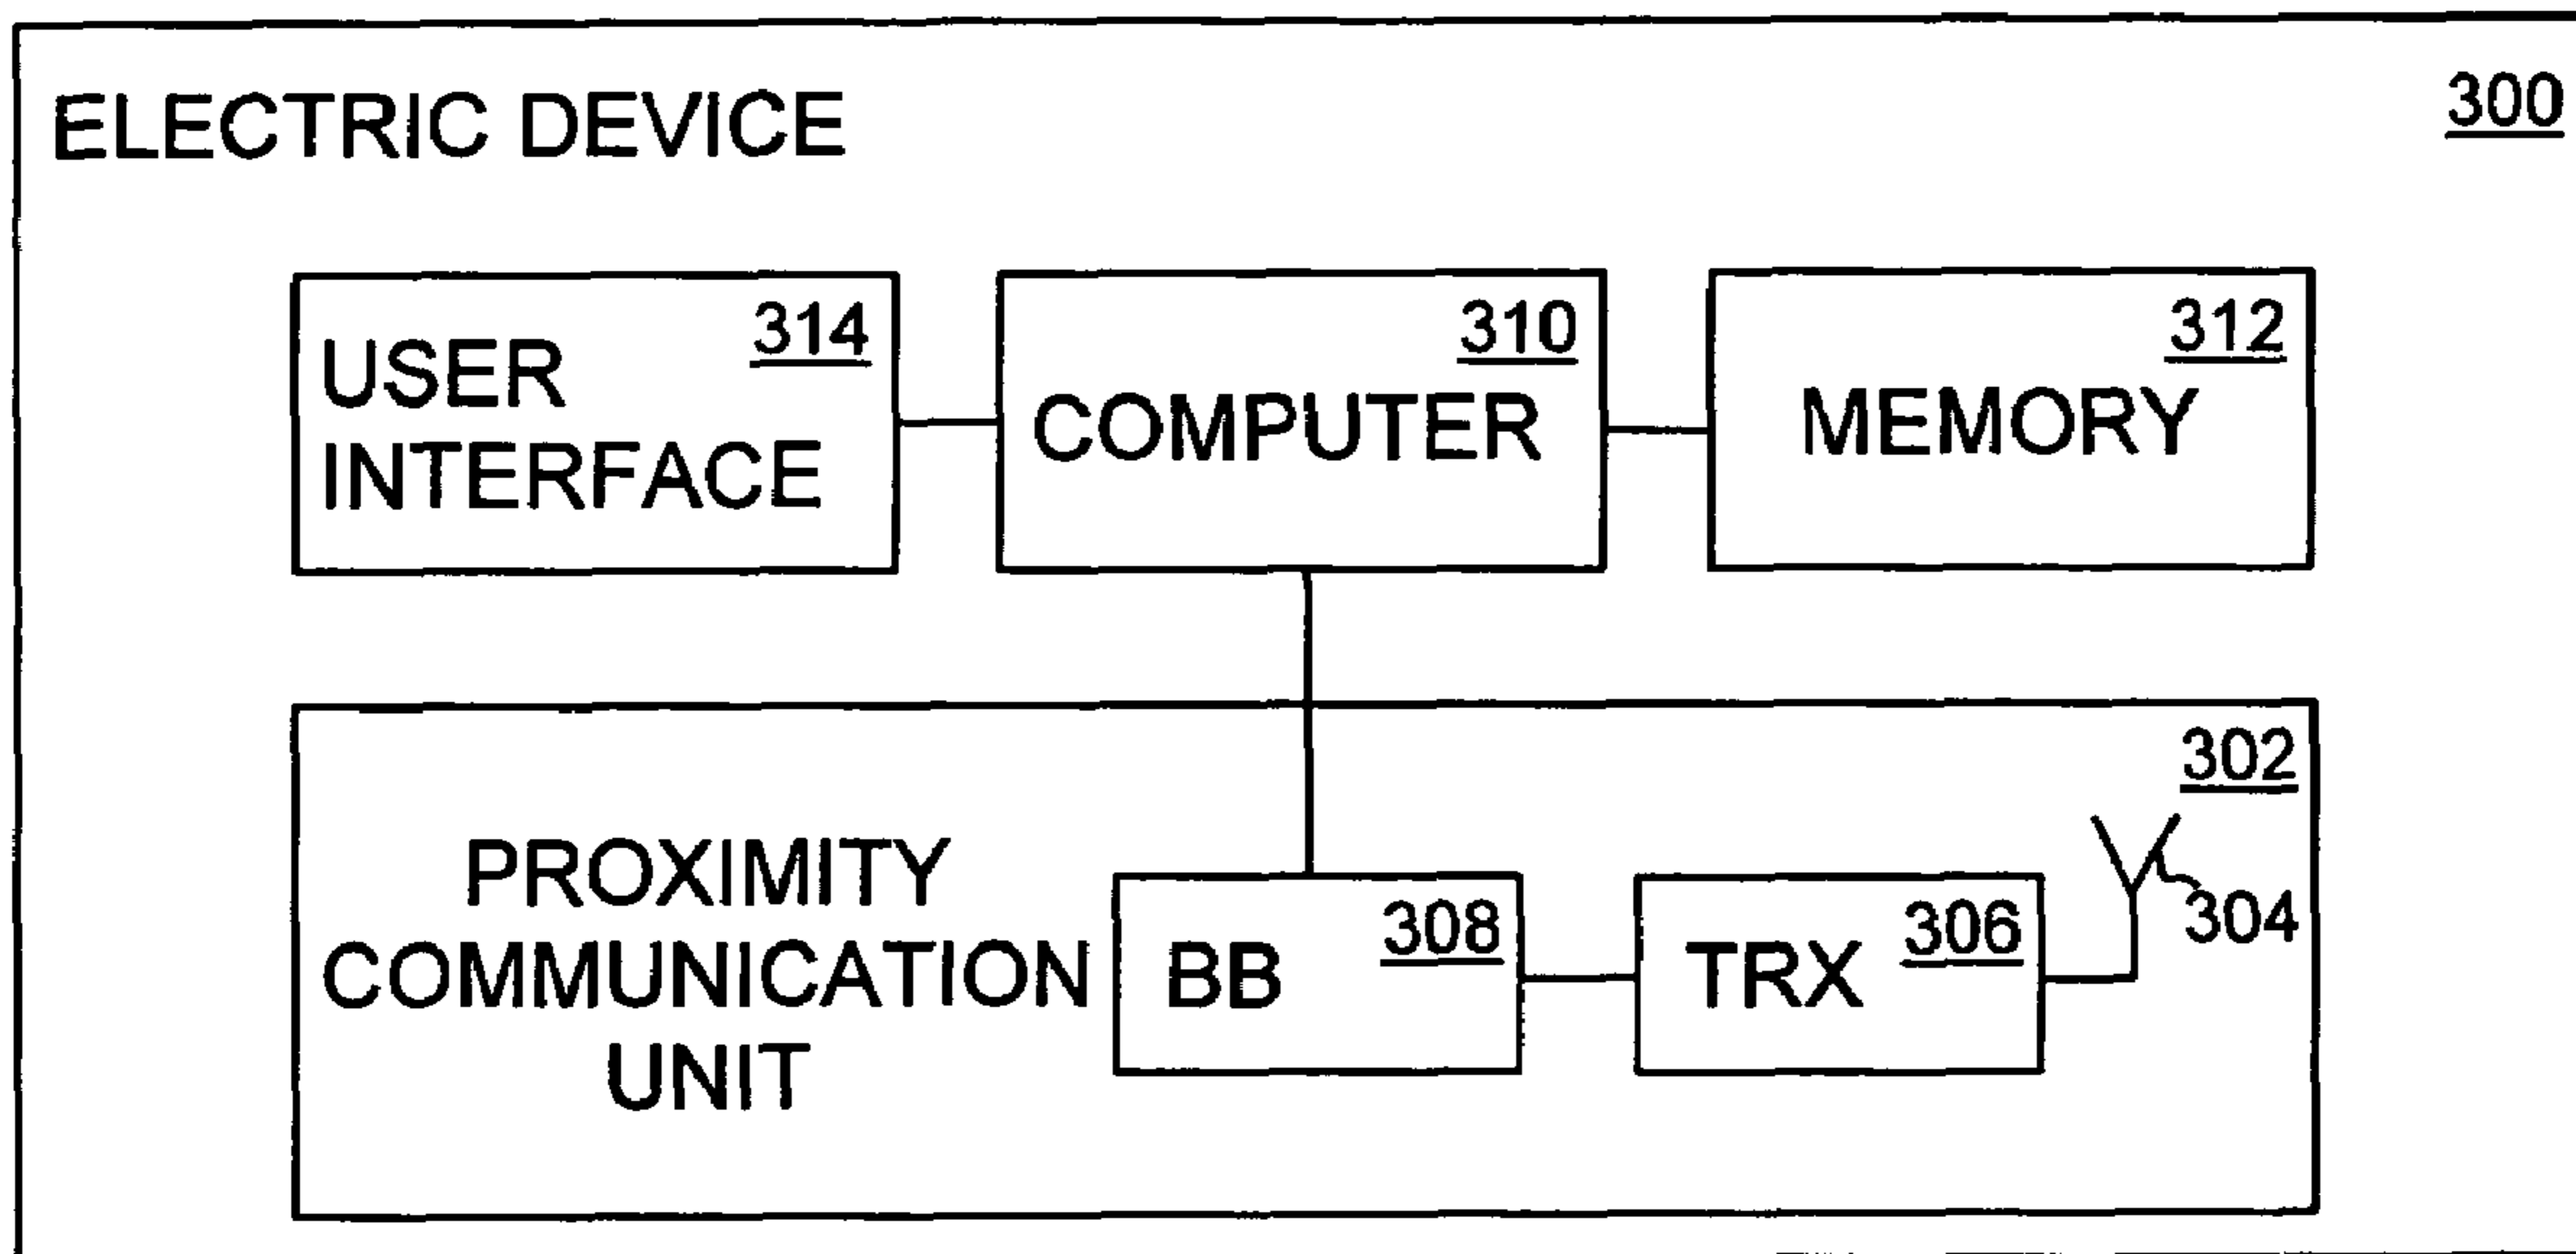 ELECTRIC DEVICE
300
314
USER
INTERFACE
310
COMPUTER
312
MEMORY
302
PROXIMITY
COMMUNICATION
UNIT
308
BB
306
TRX
304